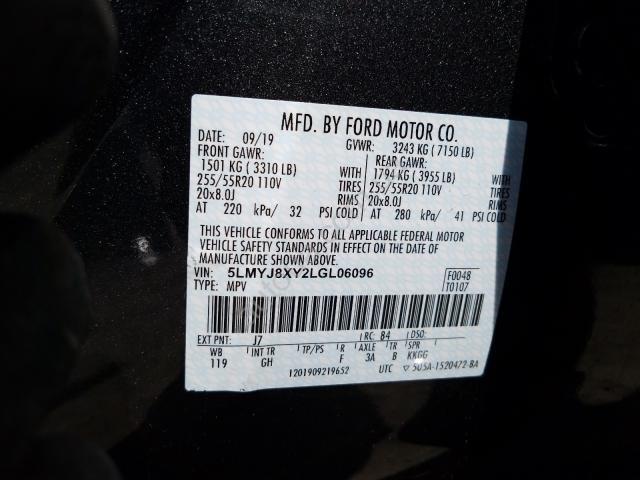 MFD. BY FORD MOTOR CO.
DATE: 09/19 GVWR: 3243 KG (7150 LB)
FRONT GAWR: REAR GAWR:
1501 KG (3310 LB) WITH 1794 KG (3955 LB) WITH
255/55R20 110V TIRES 255/55R20 110V TIRES
20x8.0J RIMS 20x8.0J RIMS
AT 220 kPa/ 32 PSI COLD AT 280 kPa/ 41 PSI COLD
THIS VEHICLE CONFORMS TO ALL APPLICABLE FEDERAL MOTOR
VEHICLE SAFETY STANDARDS IN EFFECT ON THE DATE OF
MANUFACTURE SHOWN ABOVE.
VIN: 5LMYJ8XY2LGL06096 F0048
TYPE: MPV T0107
EXT PNT: J7 RC: 84 DSO:
WB INT TR TP/PS R AXLE TR SPR
119 GH F 3A B KKGG
1201909219652 UTC ▽ 5U5A-1520472-BA